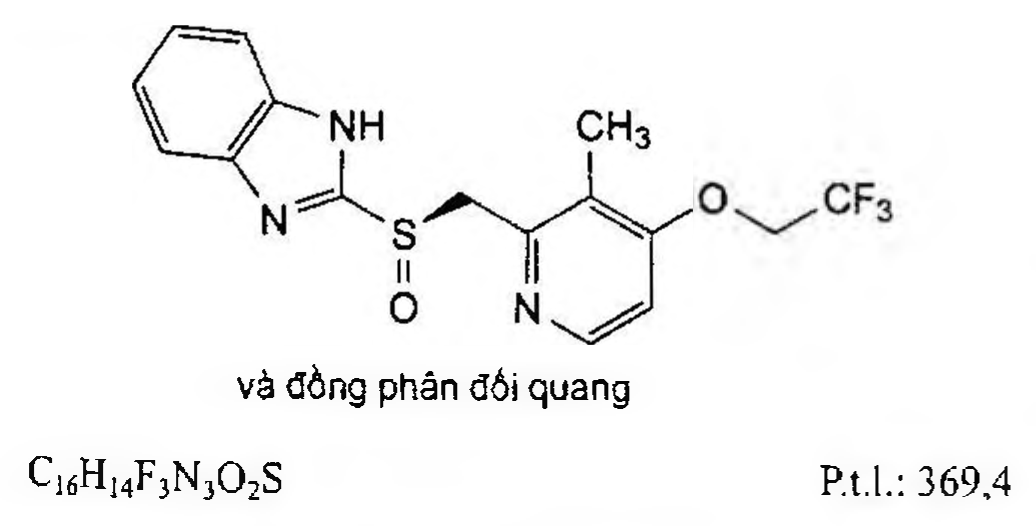 NH
CH₃
N
S
O
N
O
CF₃
và đồng phân đối quang
C₁₆H₁₄F₃N₃O₂S P.t.l.: 369,4